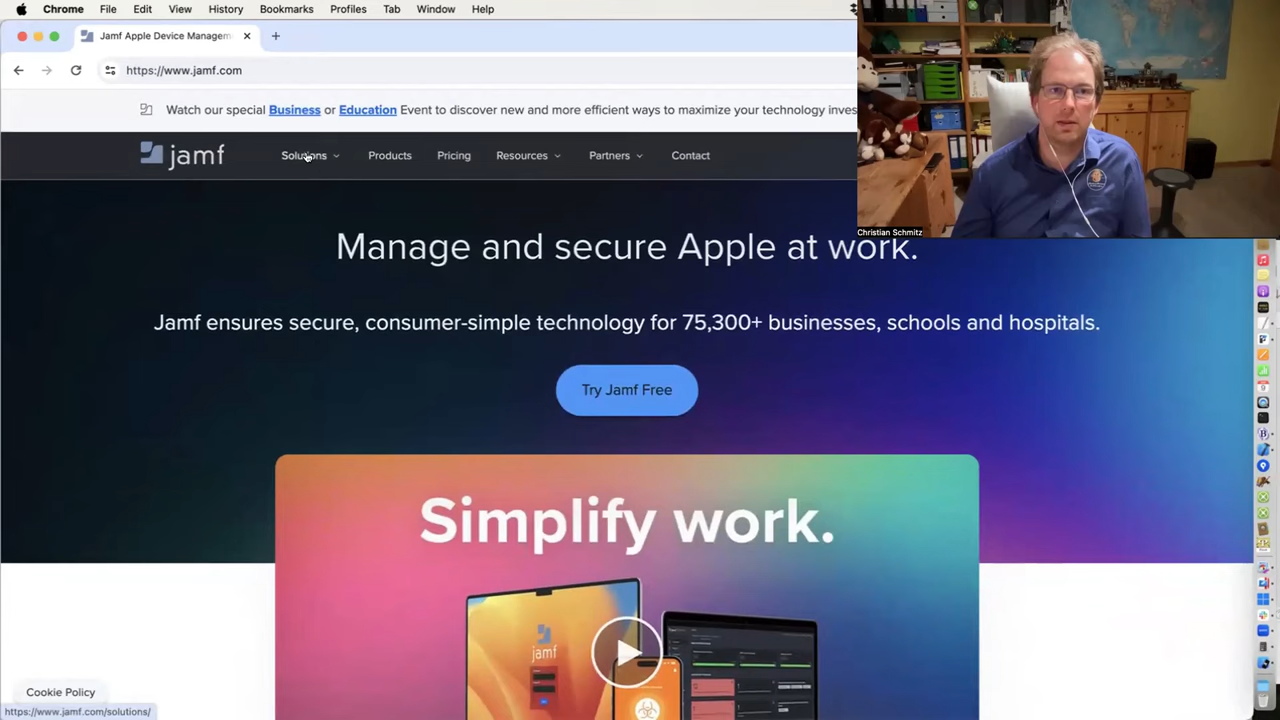 Chrome File Edit View History Bookmarks Profiles Tab Window Help
Jamf Apple Device Managem
https://www.jamf.com
Watch our special Business or Education Event to discover new and more efficient ways to maximize your technology inves
jamf
Solutions Products Pricing Resources Partners Contact
Christian Schmitz
Manage and secure Apple at work.
Jamf ensures secure, consumer-simple technology for 75,300+ businesses, schools and hospitals.
Try Jamf Free
Simplify work.
jamf
Cookie Policy
https://www.jamf.com/solutions/